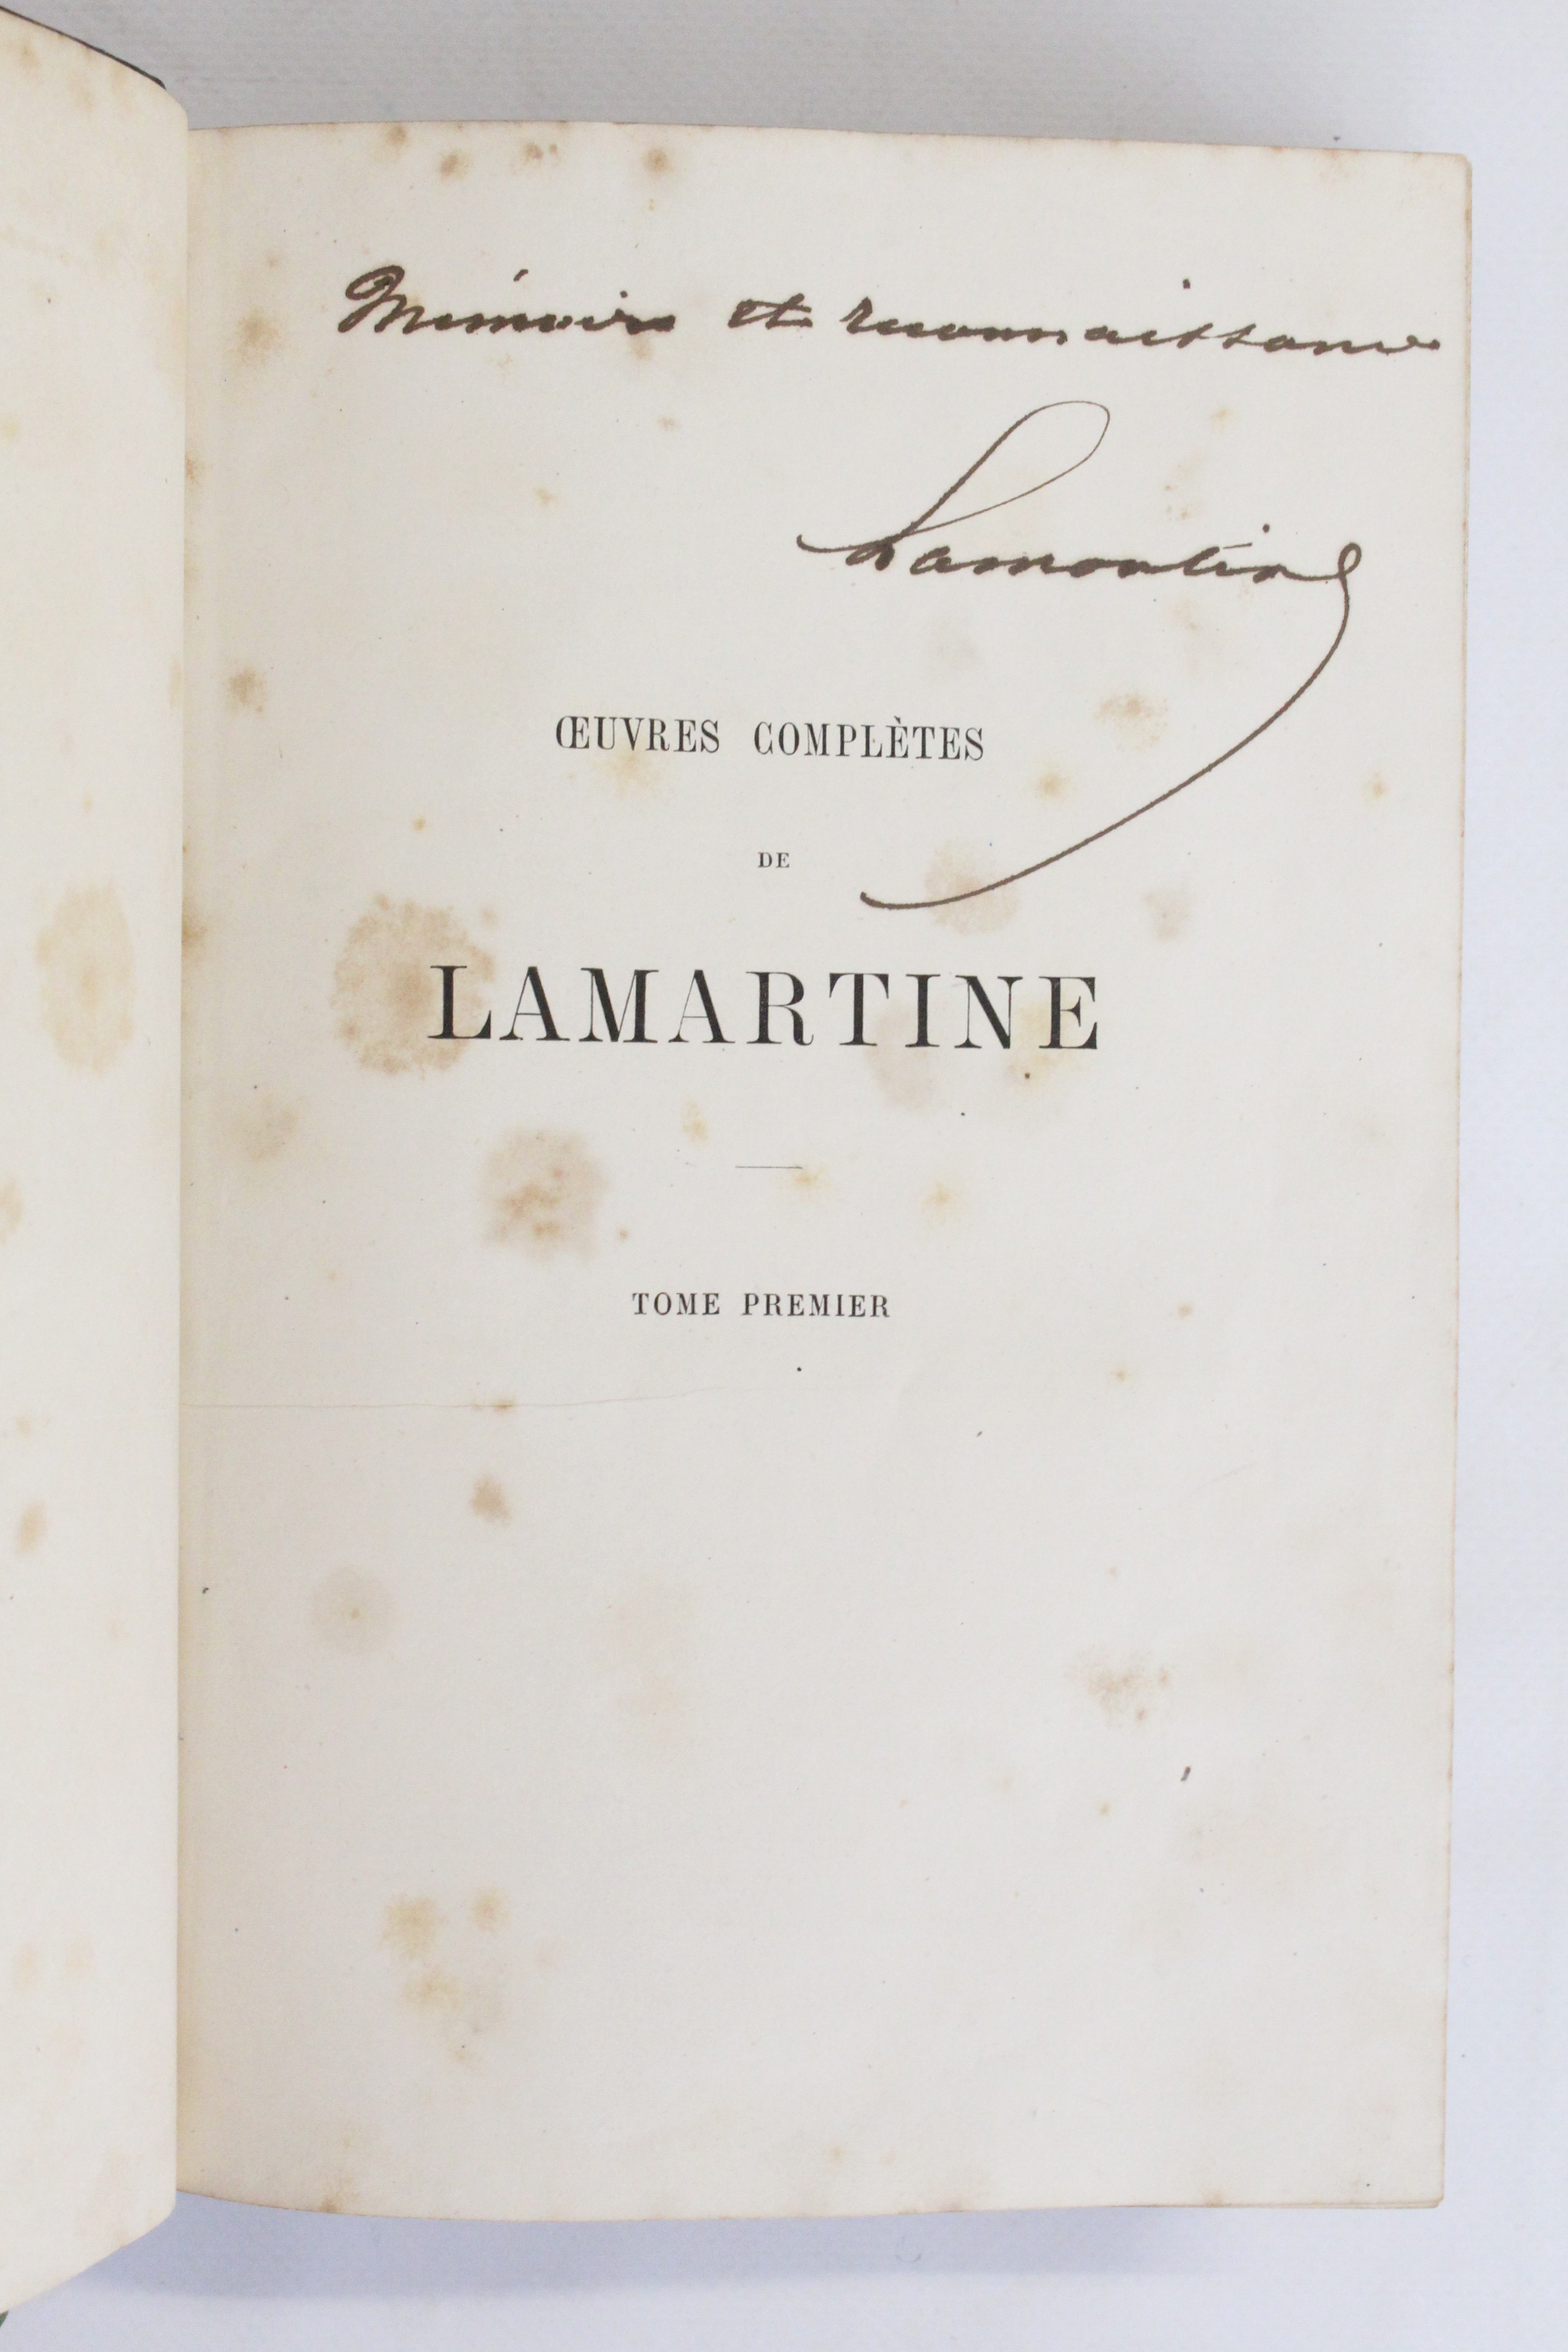 Mémoire et reconnaissance
Lamartine
ŒUVRES COMPLÈTES
DE
LAMARTINE
TOME PREMIER